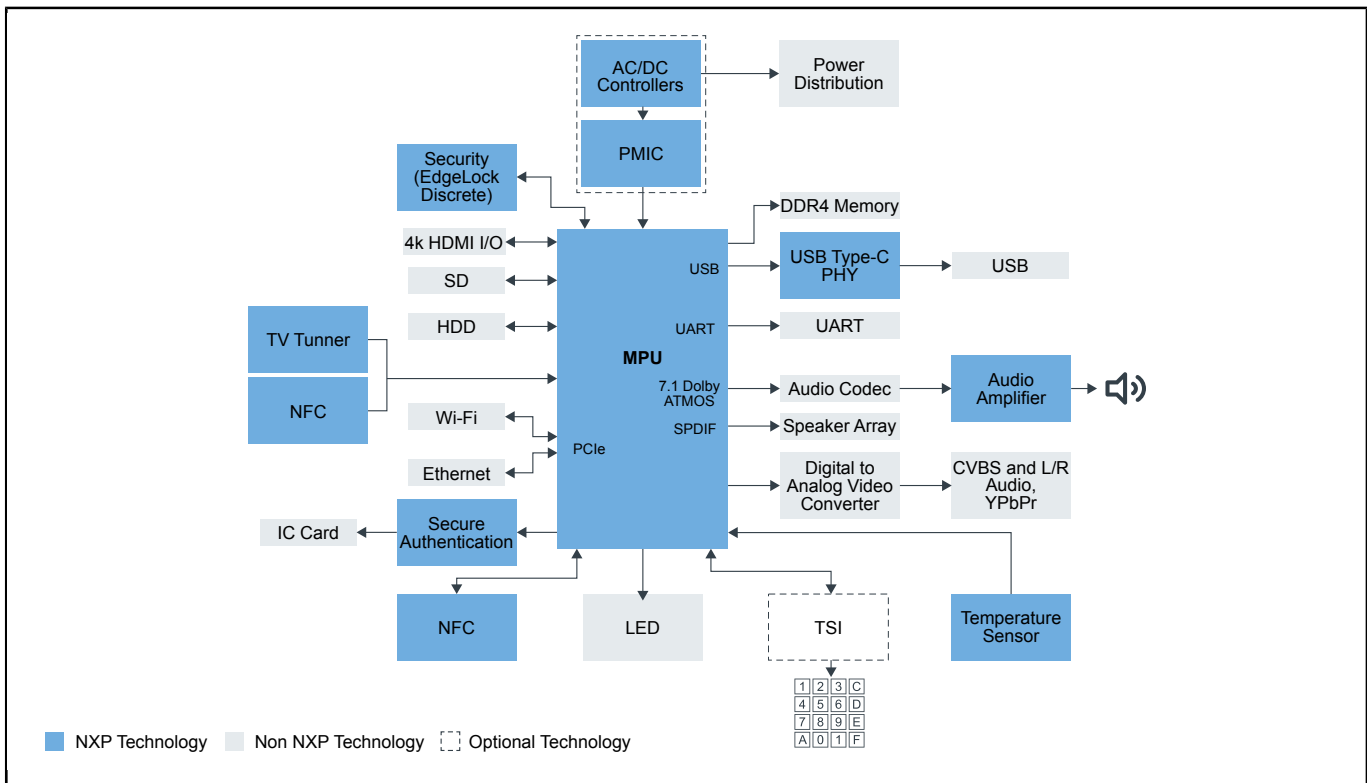 AC/DC
Controllers
Power
Distribution
PMIC
Security
(EdgeLock
Discrete)
DDR4 Memory
4k HDMI I/O
USB
USB Type-C
PHY
USB
SD
HDD
UART
UART
TV Tunner
MPU
7.1 Dolby
ATMOS
Audio Codec
Audio
Amplifier
NFC
Wi-Fi
SPDIF
Speaker Array
PCIe
Ethernet
Digital to
Analog Video
Converter
CVBS and L/R
Audio,
YPbPr
IC Card
Secure
Authentication
NFC
LED
TSI
Temperature
Sensor
1 2 3 C
4 5 6 D
7 8 9 E
A 0 1 F
NXP Technology
Non NXP Technology
Optional Technology